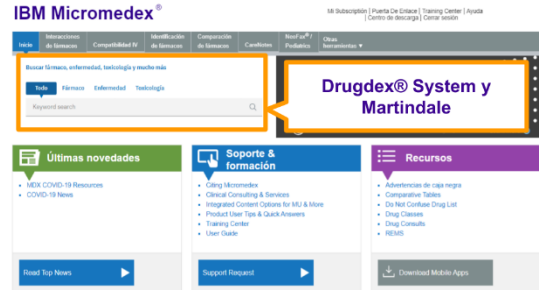 IBM Micromedex®
Mi Subscription | Puerta De Enlace | Training Center | Ayuda
| Centro de descarga | Cerrar sesión
Inicio
Interacciones
de fármacos
Compatibilidad IV
Identificación
de fármacos
Comparación
de fármacos
CareNotes
NeoFax® /
Pediatrics
Otras
herramientas ▼
Buscar fármaco, enfermedad, toxicología y mucho más
Todo Fármaco Enfermedad Toxicología
Keyword search
Drugdex® System y
Martindale
Últimas novedades
• MDX COVID-19 Resources
• COVID-19 News
Read Top News
Soporte &
formación
• Citing Micromedex
• Clinical Consulting & Services
• Integrated Content Options for MU & More
• Product User Tips & Quick Answers
• Training Center
• User Guide
Support Request
Recursos
• Advertencias de caja negra
• Comparative Tables
• Do Not Confuse Drug List
• Drug Classes
• Drug Consults
• REMS
Download Mobile Apps